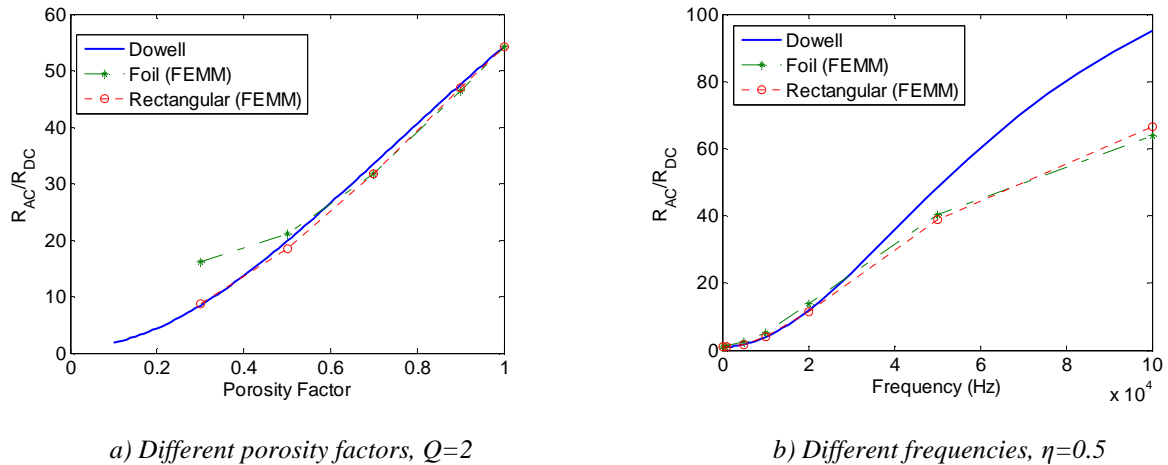 60
50
40
30
20
10
0
0
0.2
0.4
0.6
0.8
1
R_AC/R_DC
Porosity Factor
Dowell
Foil (FEMM)
Rectangular (FEMM)
a) Different porosity factors, Q=2
100
80
60
40
20
0
0
2
4
6
8
10
x 10^4
R_AC/R_DC
Frequency (Hz)
Dowell
Foil (FEMM)
Rectangular (FEMM)
b) Different frequencies, η=0.5